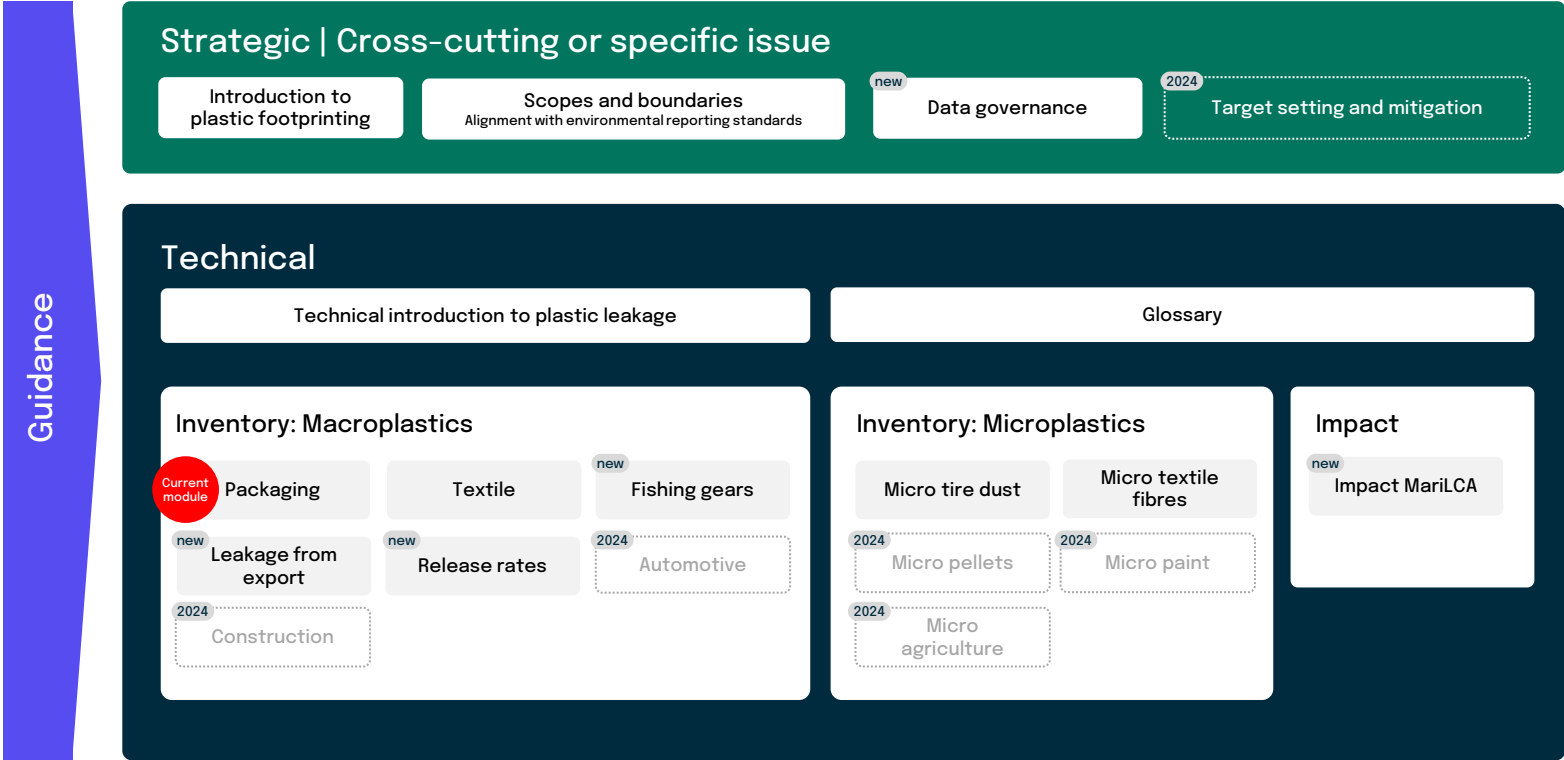 Guidance
Strategic | Cross-cutting or specific issue
Introduction to
plastic footprinting
Scopes and boundaries
Alignment with environmental reporting standards
new
Data governance
2024
Target setting and mitigation
Technical
Technical introduction to plastic leakage
Glossary
Inventory: Macroplastics
Current
module
Packaging
Textile
new
Fishing gears
new
Leakage from
export
new
Release rates
2024
Automotive
2024
Construction
Inventory: Microplastics
Micro tire dust
Micro textile
fibres
2024
Micro pellets
2024
Micro paint
2024
Micro
agriculture
Impact
new
Impact MariLCA